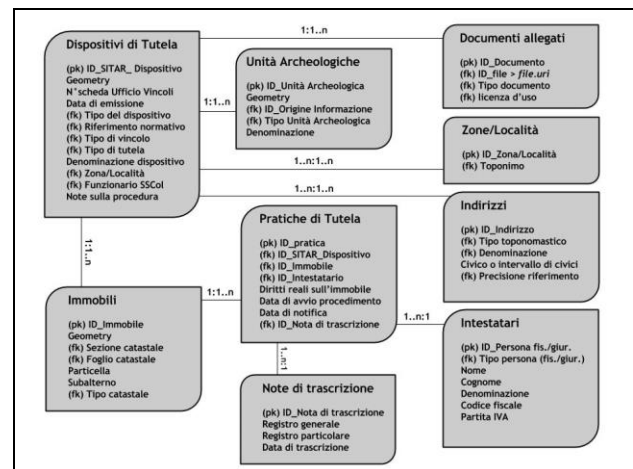 Dispositivi di Tutela
(pk) ID_SITAR_ Dispositivo
Geometry
N°scheda Ufficio Vincoli
Data di emissione
(fk) Tipo del dispositivo
(fk) Riferimento normativo
(fk) Tipo di vincolo
(fk) Tipo di tutela
Denominazione dispositivo
(fk) Zona/Località
(fk) Funzionario SSCol
Note sulla procedura
1:1..n
1:1..n
Unità Archeologiche
(pk) ID_Unità Archeologica
Geometry
(fk) ID_Origine Informazione
(fk) Tipo Unità Archeologica
Denominazione
Documenti allegati
(pk) ID_Documento
(fk) ID_file > file.uri
(fk) Tipo documento
(fk) licenza d'uso
1..n:1..n
Zone/Località
(pk) ID_Zona/Località
(fk) Toponimo
1..n:1..n
Indirizzi
(pk) ID_Indirizzo
(fk) Tipo toponomastico
(fk) Denominazione
Civico o intervallo di civici
(fk) Precisione riferimento
Pratiche di Tutela
(pk) ID_pratica
(fk) ID_SITAR_Dispositivo
(fk) ID_Immobile
(fk) ID_Intestatario
Diritti reali sull'immobile
Data di avvio procedimento
Data di notifica
(fk) ID_Nota di trascrizione
1:1..n
1:1..n
Immobili
(pk) ID_Immobile
Geometry
(fk) Sezione catastale
(fk) Foglio catastale
Particella
Subalterno
(fk) Tipo catastale
1..n:1
Intestatari
(pk) ID_Persona fis./giur.
(fk) Tipo persona (fis./giur.)
Nome
Cognome
Denominazione
Codice fiscale
Partita IVA
1..n:1
Note di trascrizione
(pk) ID_Nota di trascrizione
Registro generale
Registro particolare
Data di trascrizione